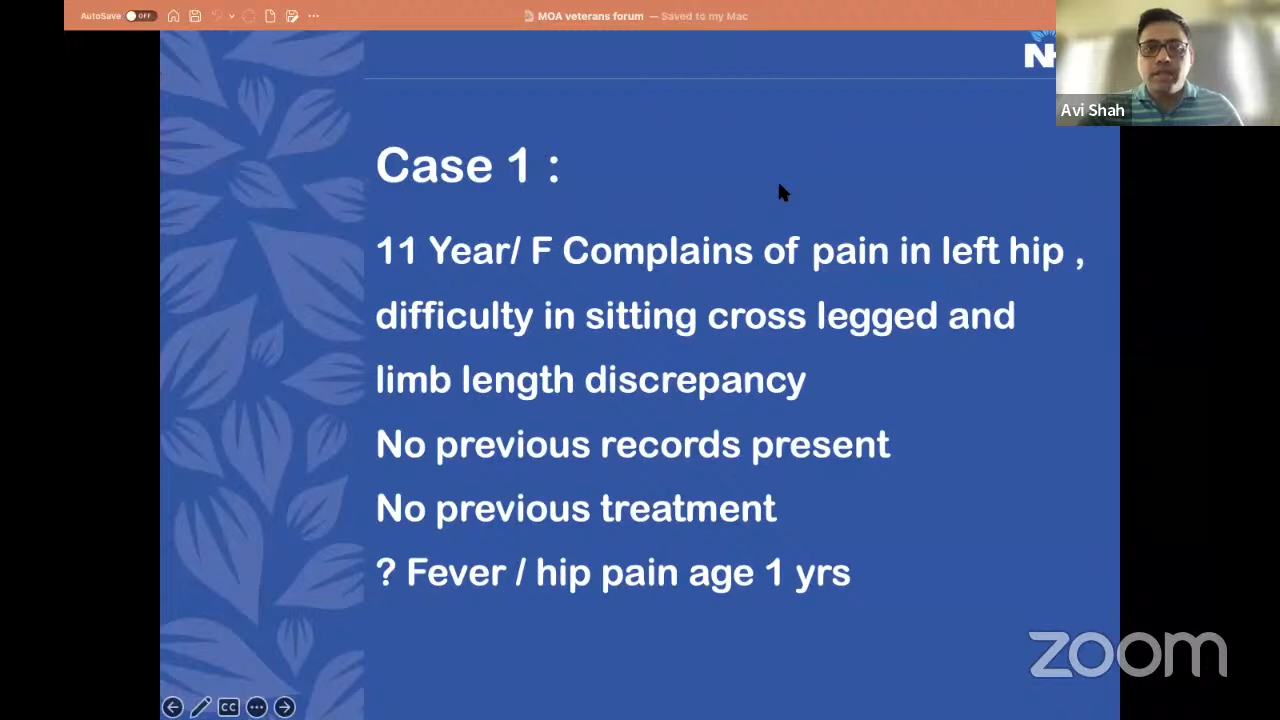 AutoSave OFF
MOA veterans forum — Saved to my Mac
Avi Shah
Case 1 :
11 Year/ F Complains of pain in left hip ,
difficulty in sitting cross legged and
limb length discrepancy
No previous records present
No previous treatment
? Fever / hip pain age 1 yrs
CC
zoom